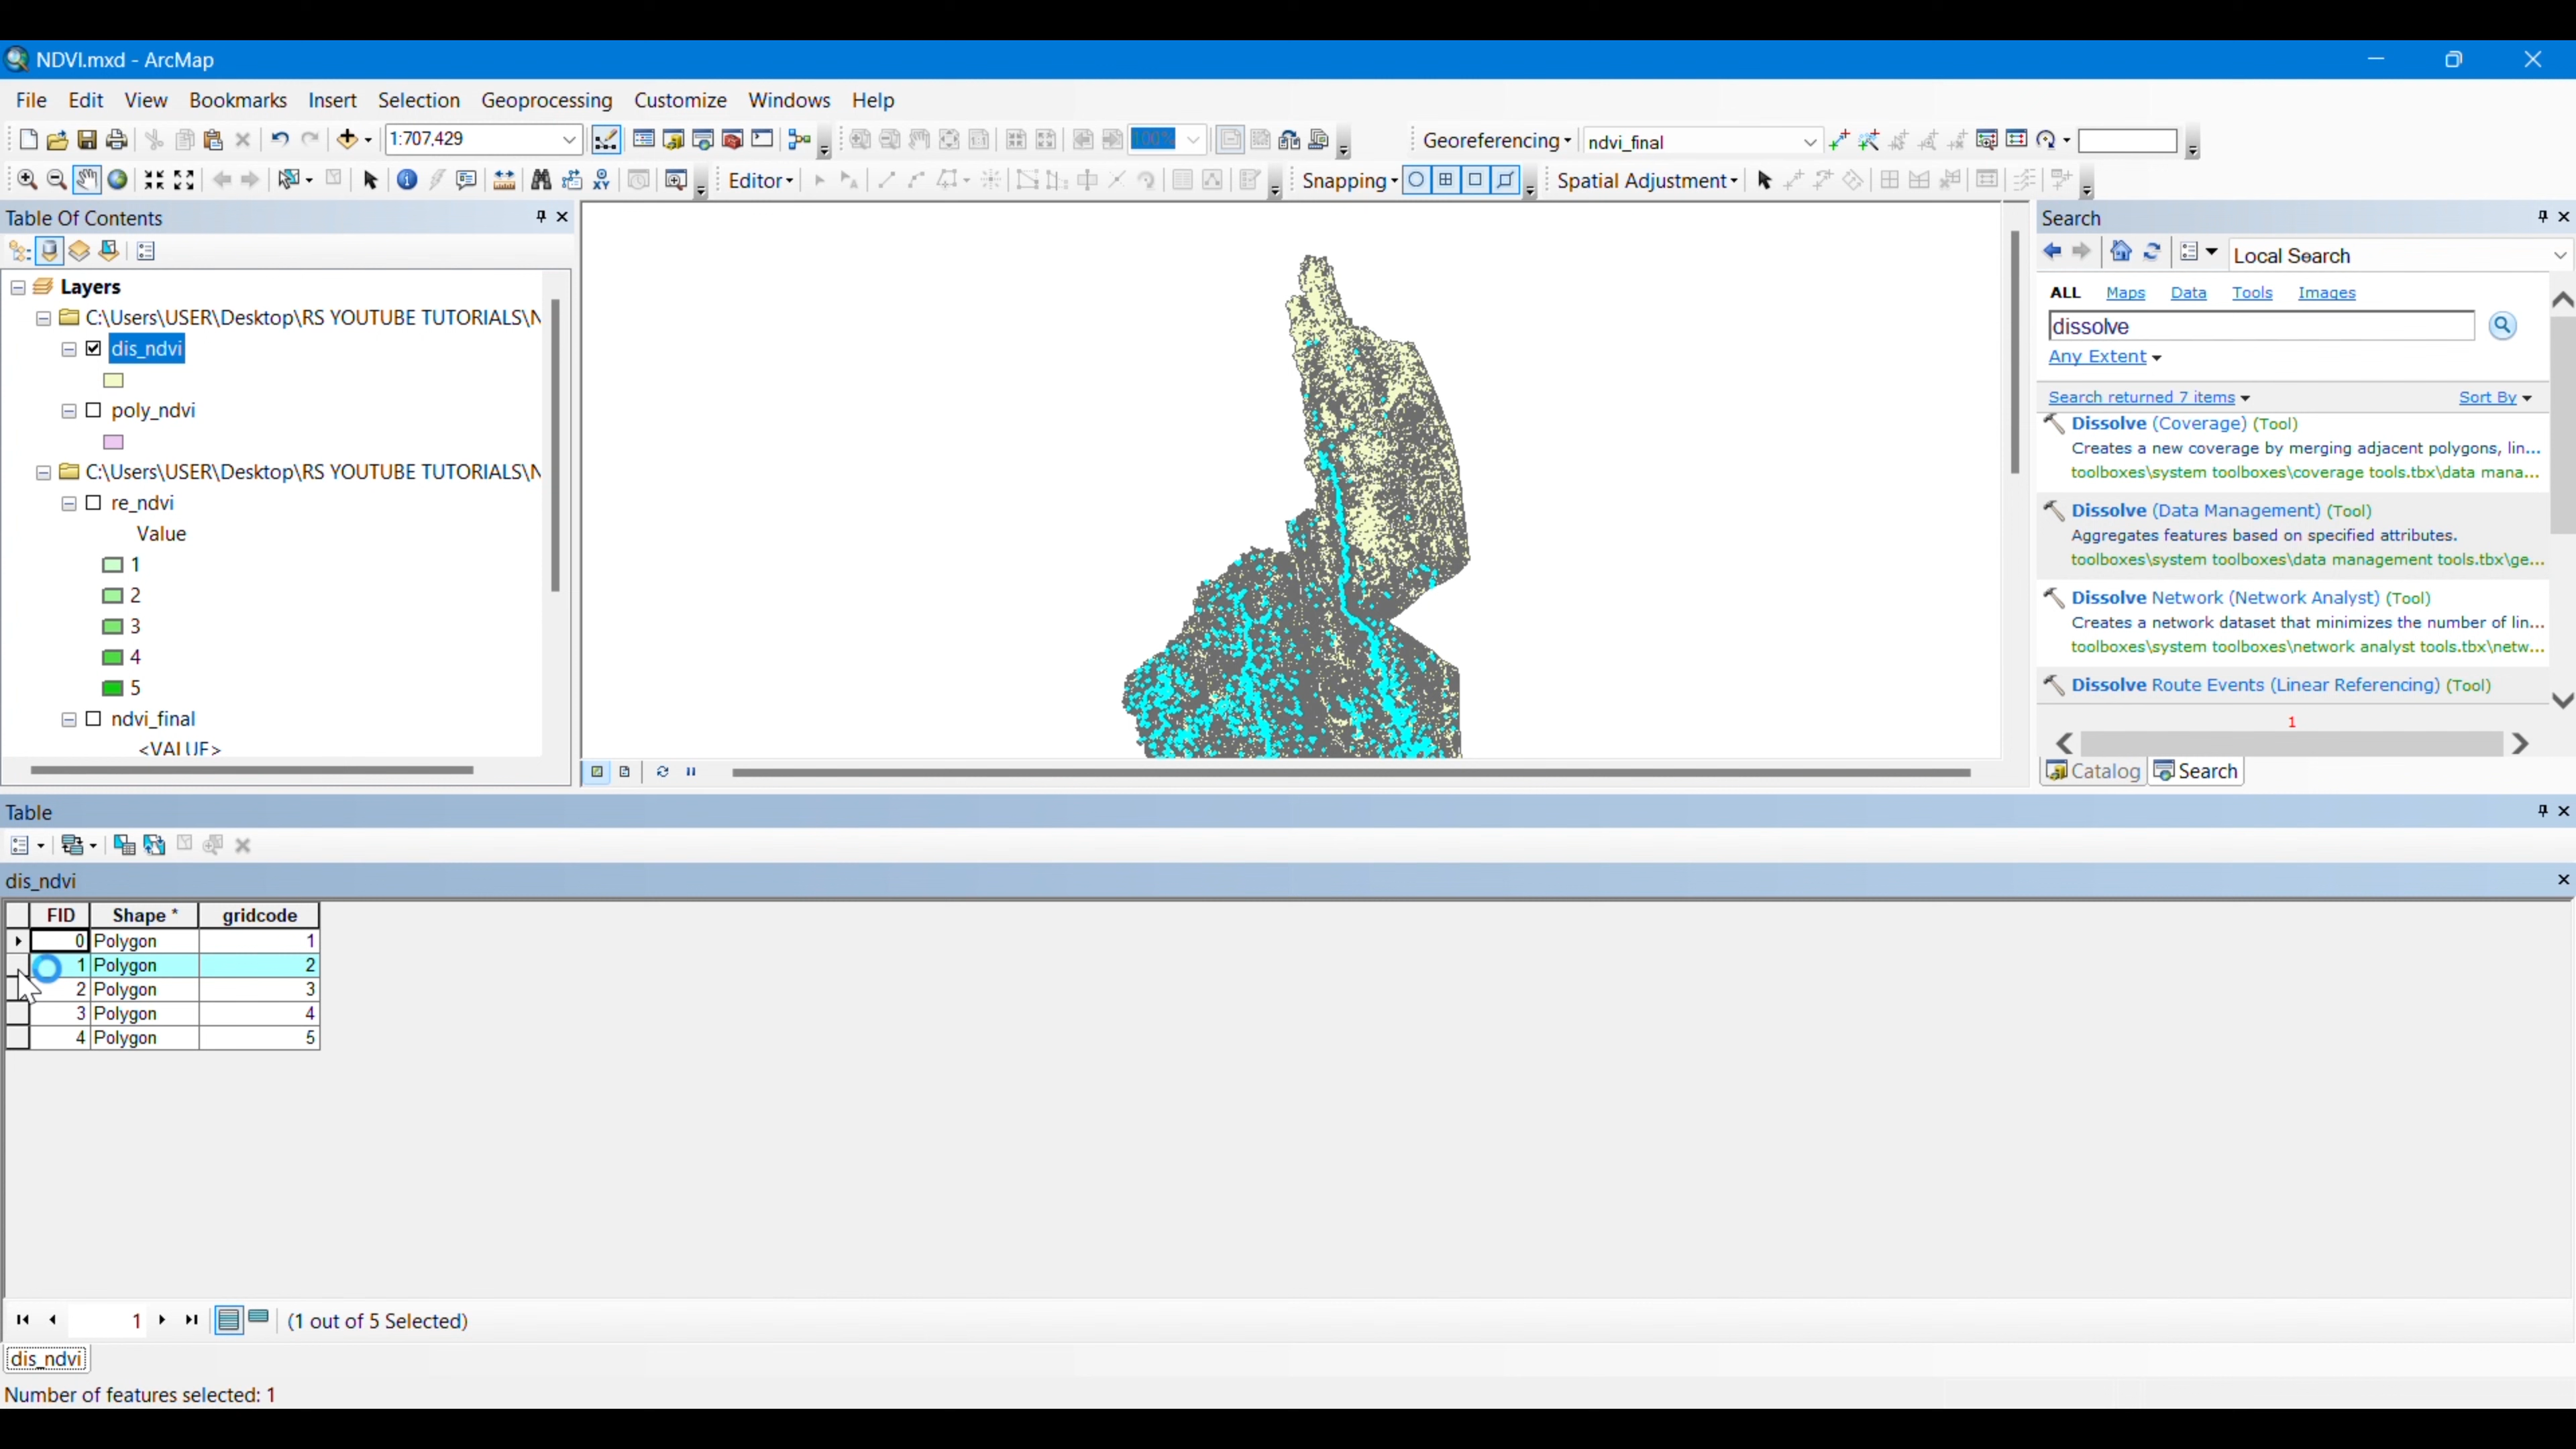 NDVI.mxd - ArcMap
File Edit View Bookmarks Insert Selection Geoprocessing Customize Windows Help
1:707,429 100% Georeferencing ndvi_final
Editor Snapping Spatial Adjustment
Table Of Contents
Layers
C:\Users\USER\Desktop\RS YOUTUBE TUTORIALS\N
dis_ndvi
poly_ndvi
C:\Users\USER\Desktop\RS YOUTUBE TUTORIALS\N
re_ndvi
Value
1
2
3
4
5
ndvi_final
<VALUE>
Search
Local Search
ALL Maps Data Tools Images
dissolve
Any Extent
Search returned 7 items Sort By
Dissolve (Coverage) (Tool)
Creates a new coverage by merging adjacent polygons, lin...
toolboxes\system toolboxes\coverage tools.tbx\data mana...
Dissolve (Data Management) (Tool)
Aggregates features based on specified attributes.
toolboxes\system toolboxes\data management tools.tbx\ge...
Dissolve Network (Network Analyst) (Tool)
Creates a network dataset that minimizes the number of lin...
toolboxes\system toolboxes\network analyst tools.tbx\netw...
Dissolve Route Events (Linear Referencing) (Tool)
1
Catalog Search
Table
dis_ndvi
FID Shape * gridcode
0 Polygon 1
1 Polygon 2
2 Polygon 3
3 Polygon 4
4 Polygon 5
1 (1 out of 5 Selected)
dis_ndvi
Number of features selected: 1